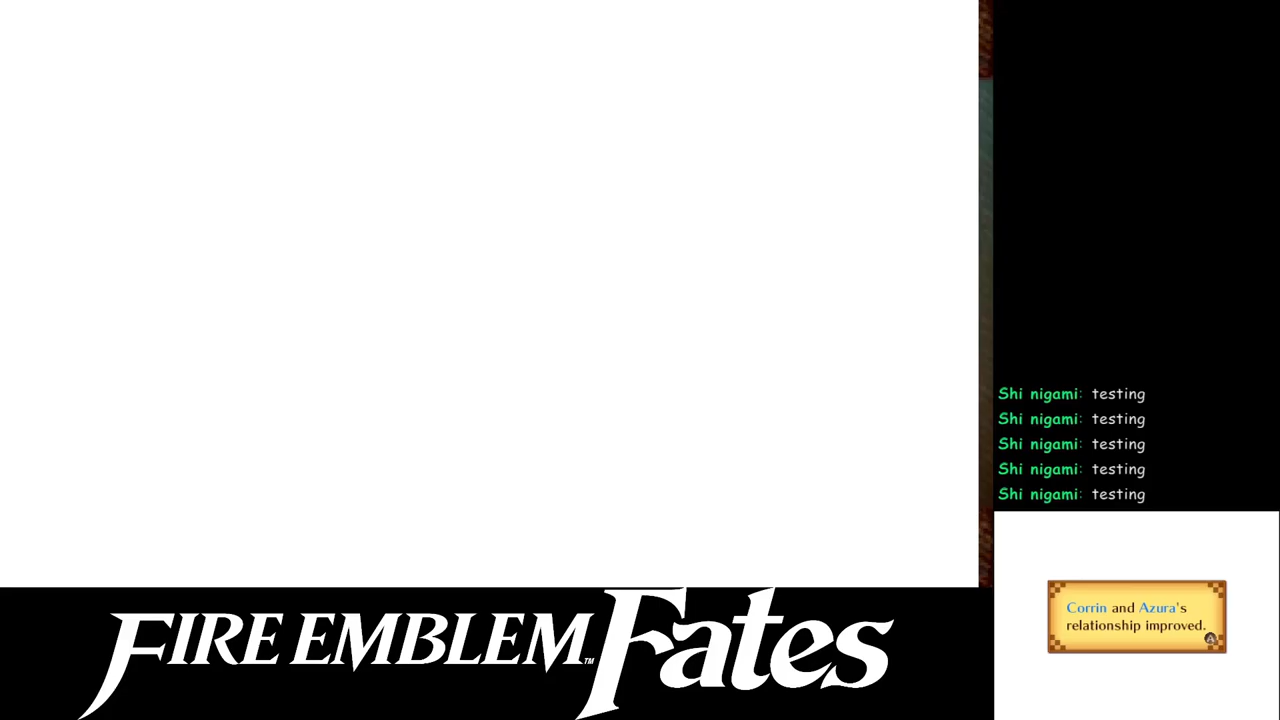 Shi nigami: testing
Shi nigami: testing
Shi nigami: testing
Shi nigami: testing
Shi nigami: testing
Corrin and Azura's
relationship improved.
A
FIRE EMBLEM™ Fates